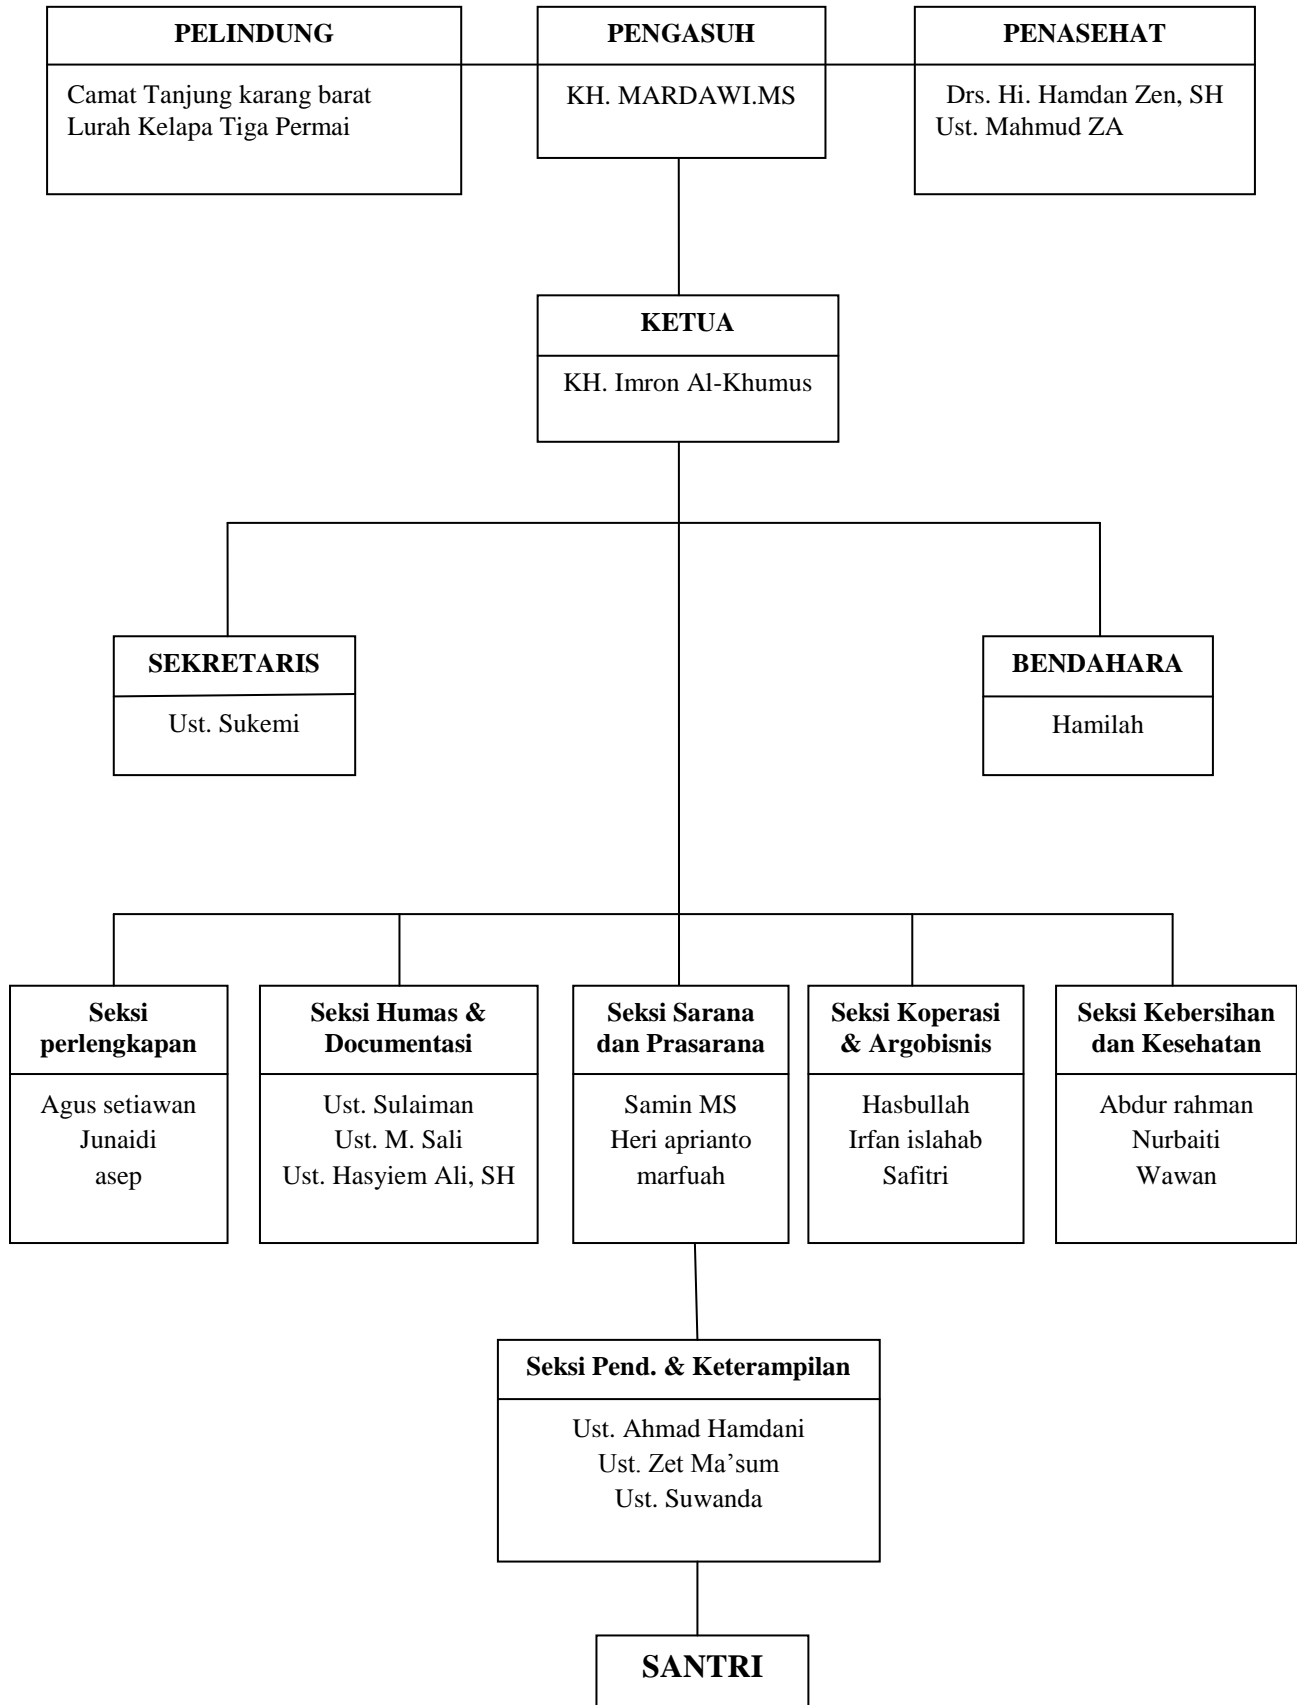 PELINDUNG
Camat Tanjung karang barat
Lurah Kelapa Tiga Permai
PENGASUH
KH. MARDAWI.MS
PENASEHAT
Drs. Hi. Hamdan Zen, SH
Ust. Mahmud ZA
KETUA
KH. Imron Al-Khumus
SEKRETARIS
Ust. Sukemi
BENDAHARA
Hamilah
Seksi
perlengkapan
Agus setiawan
Junaidi
asep
Seksi Humas &
Documentasi
Ust. Sulaiman
Ust. M. Sali
Ust. Hasyiem Ali, SH
Seksi Sarana
dan Prasarana
Samin MS
Heri aprianto
marfuah
Seksi Koperasi
& Argobisnis
Hasbullah
Irfan islahab
Safitri
Seksi Kebersihan
dan Kesehatan
Abdur rahman
Nurbaiti
Wawan
Seksi Pend. & Keterampilan
Ust. Ahmad Hamdani
Ust. Zet Ma’sum
Ust. Suwanda
SANTRI